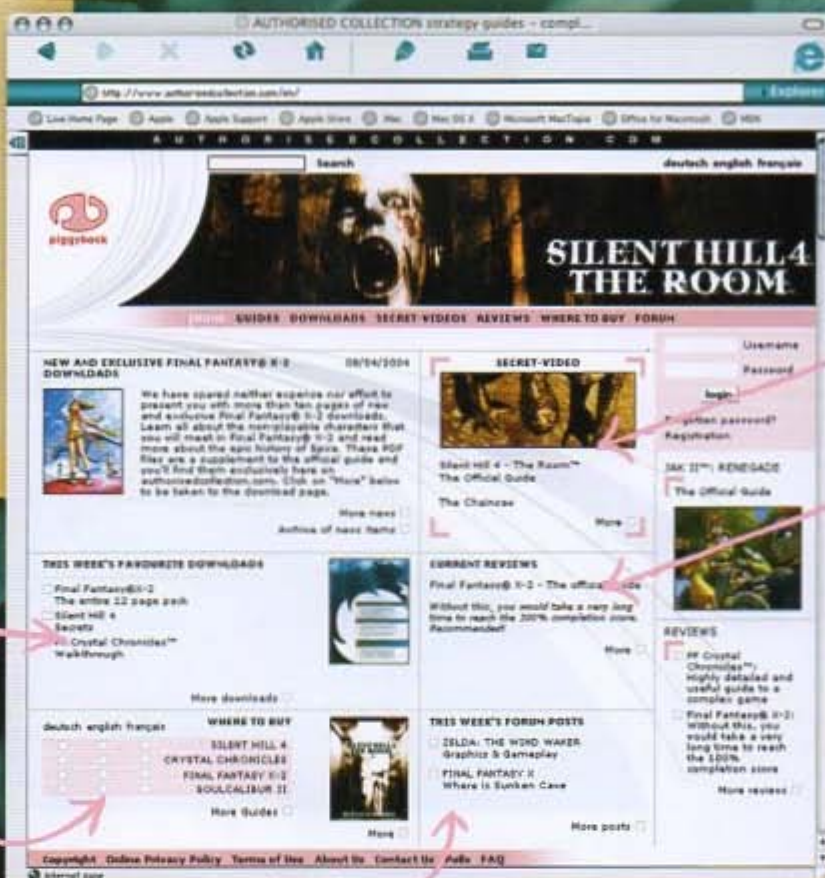 AUTHORISED COLLECTION strategy guides - compl...
http://www.authorisedcollection.com/en/
Explorer
Live Home Page Apple Apple Support Apple Store .Mac Mac OS X Microsoft MacTopia Office for Macintosh MSN
AUTHORISEDCOLLECTION.COM
Search
deutsch english français
piggyback
SILENT HILL 4
THE ROOM
HOME GUIDES DOWNLOADS SECRET-VIDEOS REVIEWS WHERE TO BUY FORUM
NEW AND EXCLUSIVE FINAL FANTASY® X-2 DOWNLOADS
08/04/2004
We have spared neither expense nor effort to
present you with more than ten pages of new
and exclusive Final Fantasy® X-2 downloads.
Learn all about the non-playable characters that
you will meet in Final Fantasy® X-2 and read
more about the epic history of Spira. These PDF
files are a supplement to the official guide and
you'll find them exclusively here on
authorisedcollection.com. Click on "More" below
to be taken to the download page.
More news
Archive of news items
SECRET-VIDEO
Silent Hill 4 - The Room™
The Official Guide
The Chainsaw
More
Username
Password
login
Forgotten password?
Registration
JAK II™: RENEGADE
The Official Guide
THIS WEEK'S FAVOURITE DOWNLOADS
Final Fantasy®X-2
The entire 12 page pack
Silent Hill 4
Secrets
FF Crystal Chronicles™
Walkthrough
More downloads
CURRENT REVIEWS
Final Fantasy® X-2 - The official guide
Without this, you would take a very long
time to reach the 100% completion score.
Recommended!
More
REVIEWS
FF Crystal
Chronicles™:
Highly detailed and
useful guide to a
complex game
Final Fantasy® X-2:
Without this, you
would take a very
long time to reach
the 100%
completion score
More reviews
deutsch english français
WHERE TO BUY
SILENT HILL 4
CRYSTAL CHRONICLES
FINAL FANTASY X-2
SOULCALIBUR II
More Guides
More
THIS WEEK'S FORUM POSTS
ZELDA: THE WIND WAKER
Graphics & Gameplay
FINAL FANTASY X
Where is Sunken Cave
More posts
Copyright Online Privacy Policy Terms of Use About Us Contact Us Polls FAQ
Internet page